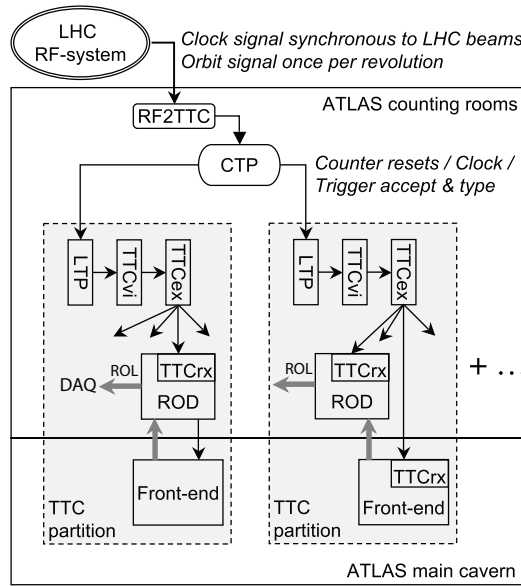 LHC
RF-system
Clock signal synchronous to LHC beams
Orbit signal once per revolution
ATLAS counting rooms
RF2TTC
CTP
Counter resets / Clock /
Trigger accept & type
LTP
TTCvi
TTCex
LTP
TTCvi
TTCex
TTCrx
ROD
ROL
DAQ
TTCrx
ROD
ROL
+ ...
Front-end
TTC
partition
TTCrx
Front-end
TTC
partition
ATLAS main cavern